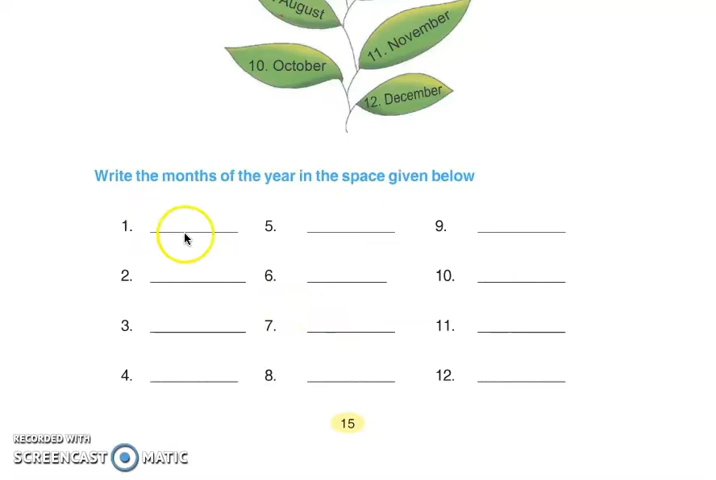 August
11. November
10. October
12. December
Write the months of the year in the space given below
1. 5. 9.
2. 6. 10.
3. 7. 11.
4. 8. 12.
15
RECORDED WITH
SCREENCAST MATIC